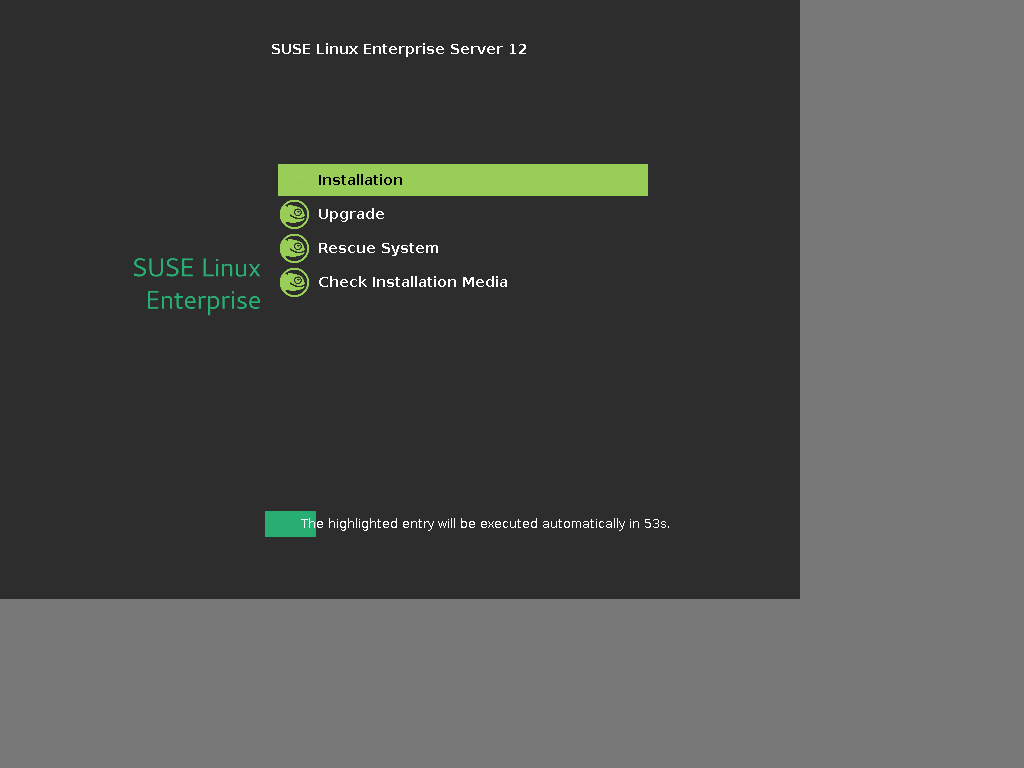 SUSE Linux Enterprise Server 12
Installation
Upgrade
Rescue System
Check Installation Media
SUSE Linux
Enterprise
The highlighted entry will be executed automatically in 53s.